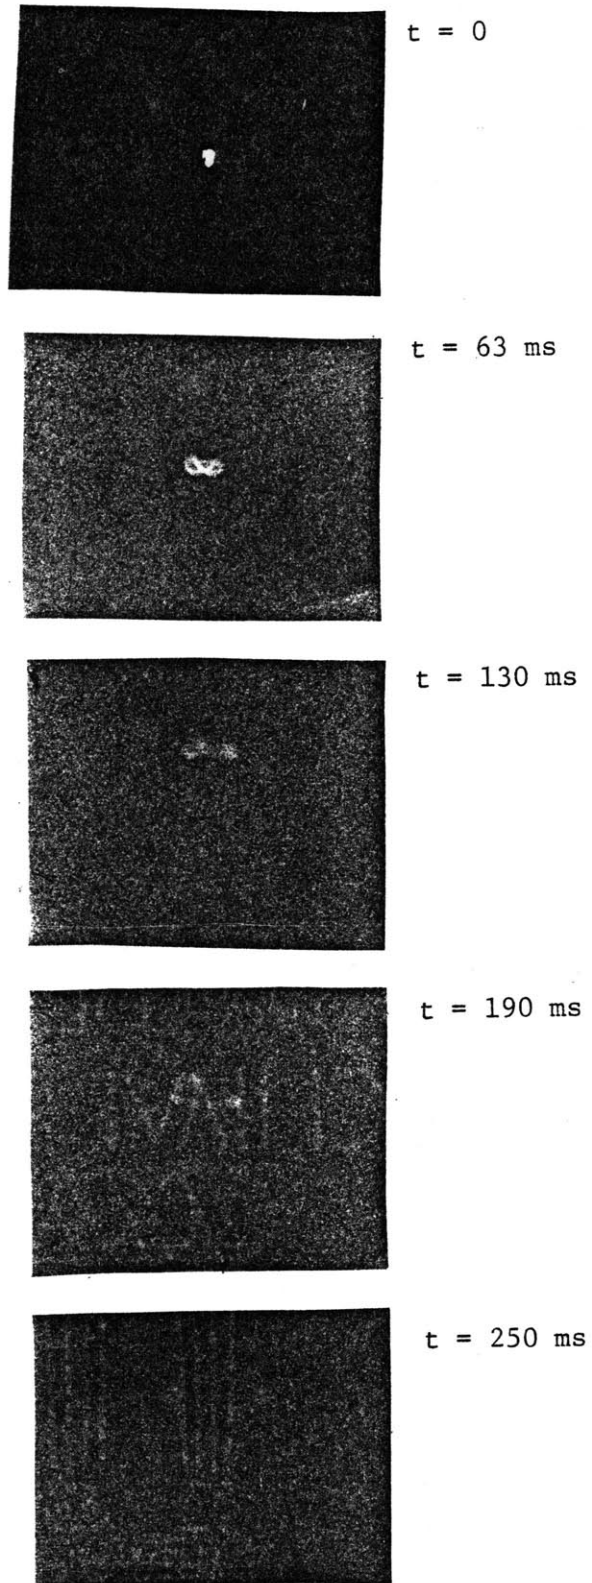 t = 0
t = 63 ms
t = 130 ms
t = 190 ms
t = 250 ms